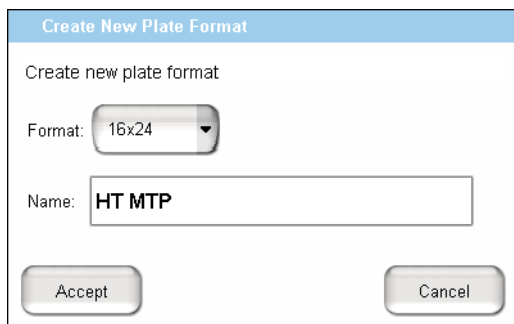 Create New Plate Format
Create new plate format
Format: 16x24
Name: HT MTP
Accept Cancel